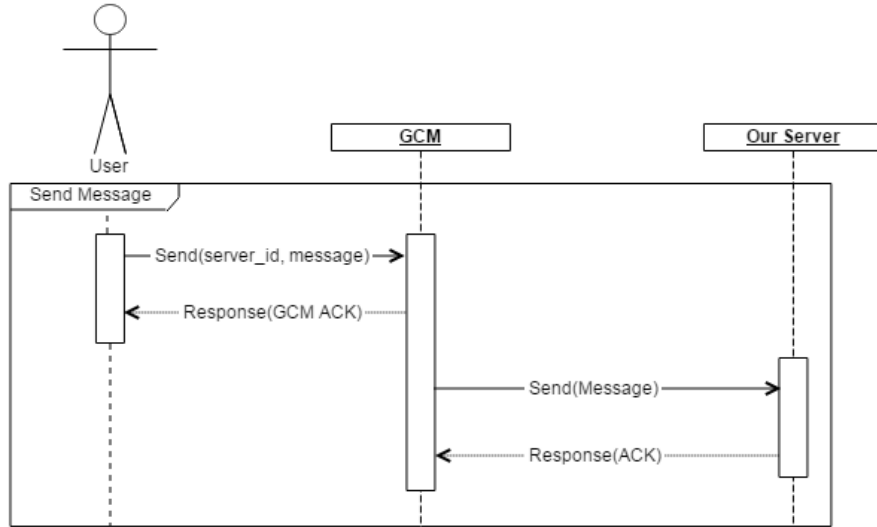 GCM
Our Server
User
Send Message
Send(server_id, message)
Response(GCM ACK)
Send(Message)
Response(ACK)